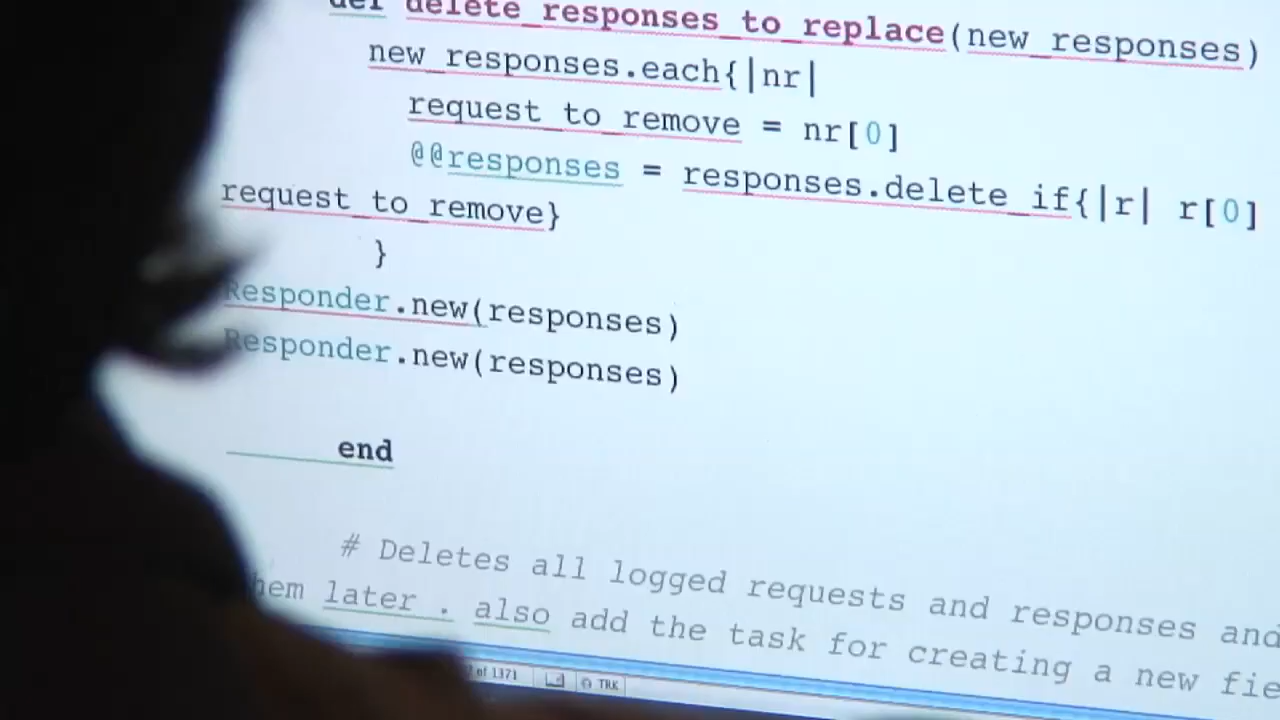 def delete_responses_to_replace(new_responses)
new_responses.each{|nr|
request_to_remove = nr[0]
@@responses = responses.delete_if{|r| r[0]
request_to_remove}
}
Responder.new(responses)
Responder.new(responses)
end
# Deletes all logged requests and responses and
later . also add the task for creating a new
of 1371 TRK